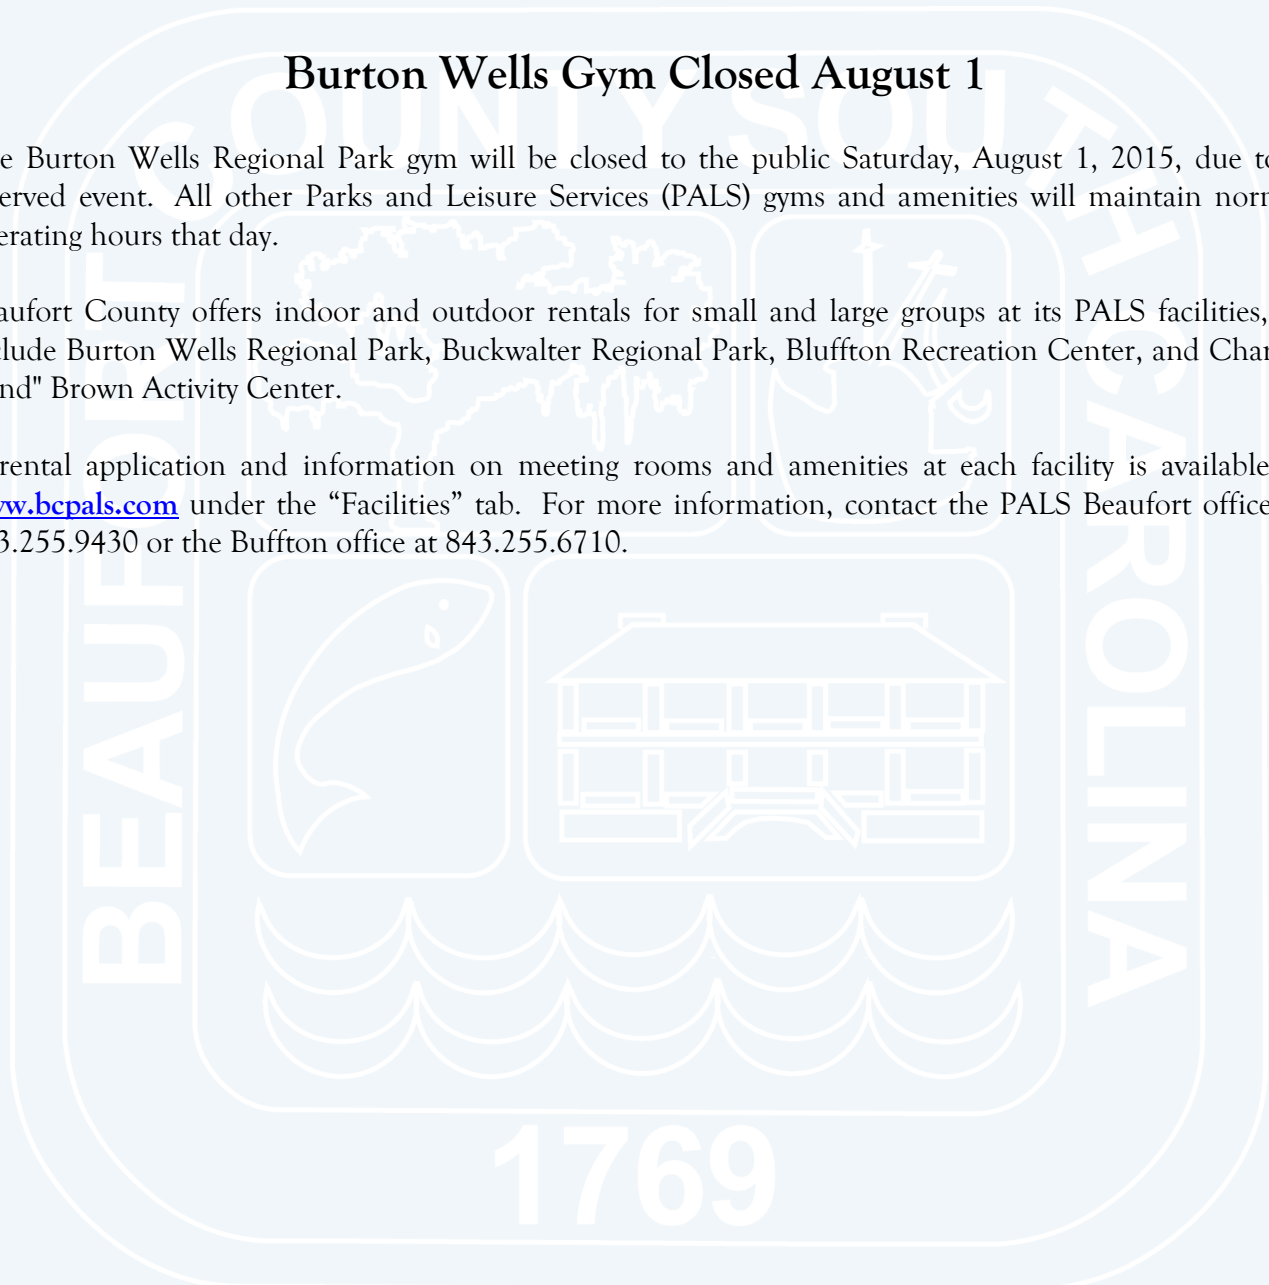 Burton Wells Gym Closed August 1
e Burton Wells Regional Park gym will be closed to the public Saturday, August 1, 2015, due to
erved event. All other Parks and Leisure Services (PALS) gyms and amenities will maintain norm
erating hours that day.
aufort County offers indoor and outdoor rentals for small and large groups at its PALS facilities,
clude Burton Wells Regional Park, Buckwalter Regional Park, Bluffton Recreation Center, and Char
nd" Brown Activity Center.
rental application and information on meeting rooms and amenities at each facility is available
ww.bcpals.com under the “Facilities” tab. For more information, contact the PALS Beaufort office
3.255.9430 or the Buffton office at 843.255.6710.
BEAUFORT COUNTY SOUTH CAROLINA
1769